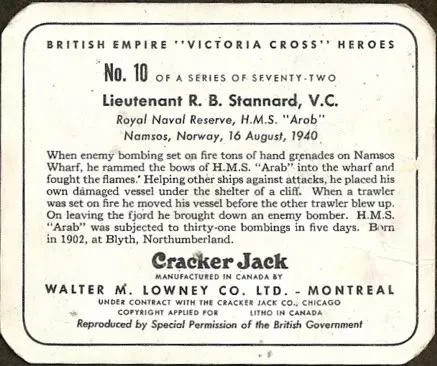 BRITISH EMPIRE "VICTORIA CROSS" HEROES
No. 10 OF A SERIES OF SEVENTY-TWO
Lieutenant R. B. Stannard, V.C.
Royal Naval Reserve, H.M.S. "Arab"
Namsos, Norway, 16 August, 1940
When enemy bombing set on fire tons of hand grenades on Namsos
Wharf, he rammed the bows of H.M.S. "Arab" into the wharf and
fought the flames. Helping other ships against attacks, he placed his
own damaged vessel under the shelter of a cliff. When a trawler
was set on fire he moved his vessel before the other trawler blew up.
On leaving the fjord he brought down an enemy bomber. H.M.S.
"Arab" was subjected to thirty-one bombings in five days. Born
in 1902, at Blyth, Northumberland.
Cracker Jack
MANUFACTURED IN CANADA BY
WALTER M. LOWNEY CO. LTD. - MONTREAL
UNDER CONTRACT WITH THE CRACKER JACK CO., CHICAGO
COPYRIGHT APPLIED FOR LITHO IN CANADA
Reproduced by Special Permission of the British Government